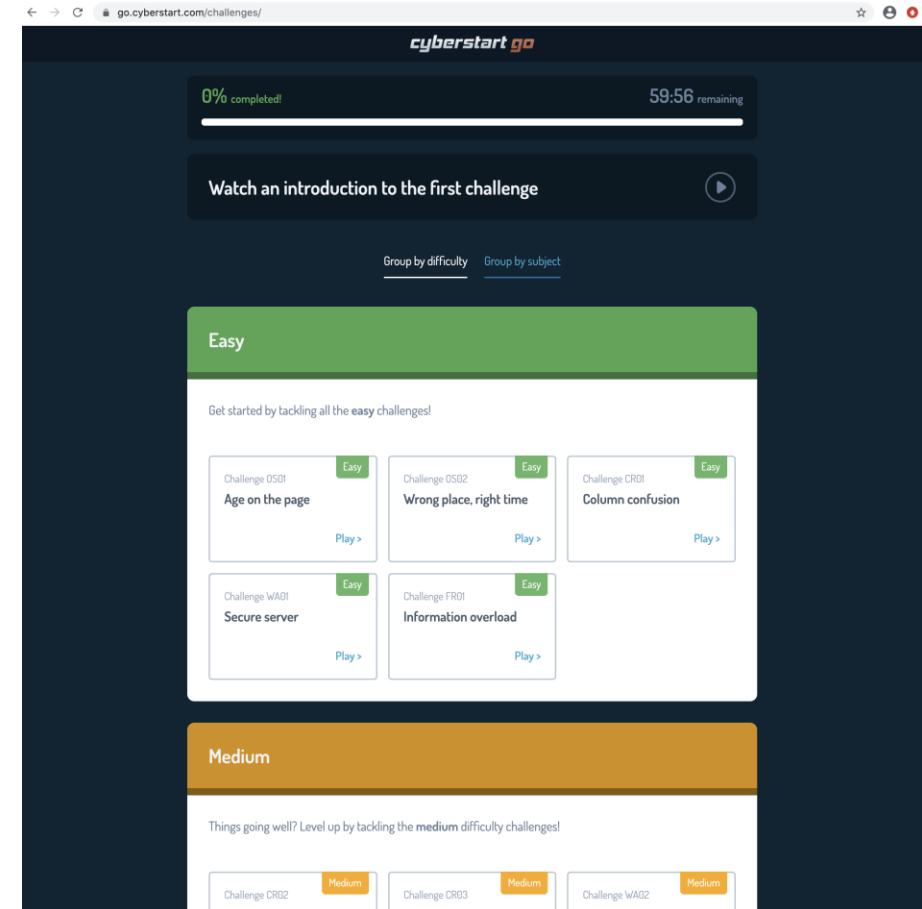 go.cyberstart.com/challenges/
cyberstart go
0% completed! 59:56 remaining
Watch an introduction to the first challenge
Group by difficulty Group by subject
Easy
Get started by tackling all the easy challenges!
Easy Easy Easy
Challenge OS01 Challenge OS02 Challenge CR01
Age on the page Wrong place, right time Column confusion
Play > Play > Play >
Easy Easy
Challenge WA01 Challenge FR01
Secure server Information overload
Play > Play >
Medium
Things going well? Level up by tackling the medium difficulty challenges!
Medium Medium Medium
Challenge CR02 Challenge CR03 Challenge WA02